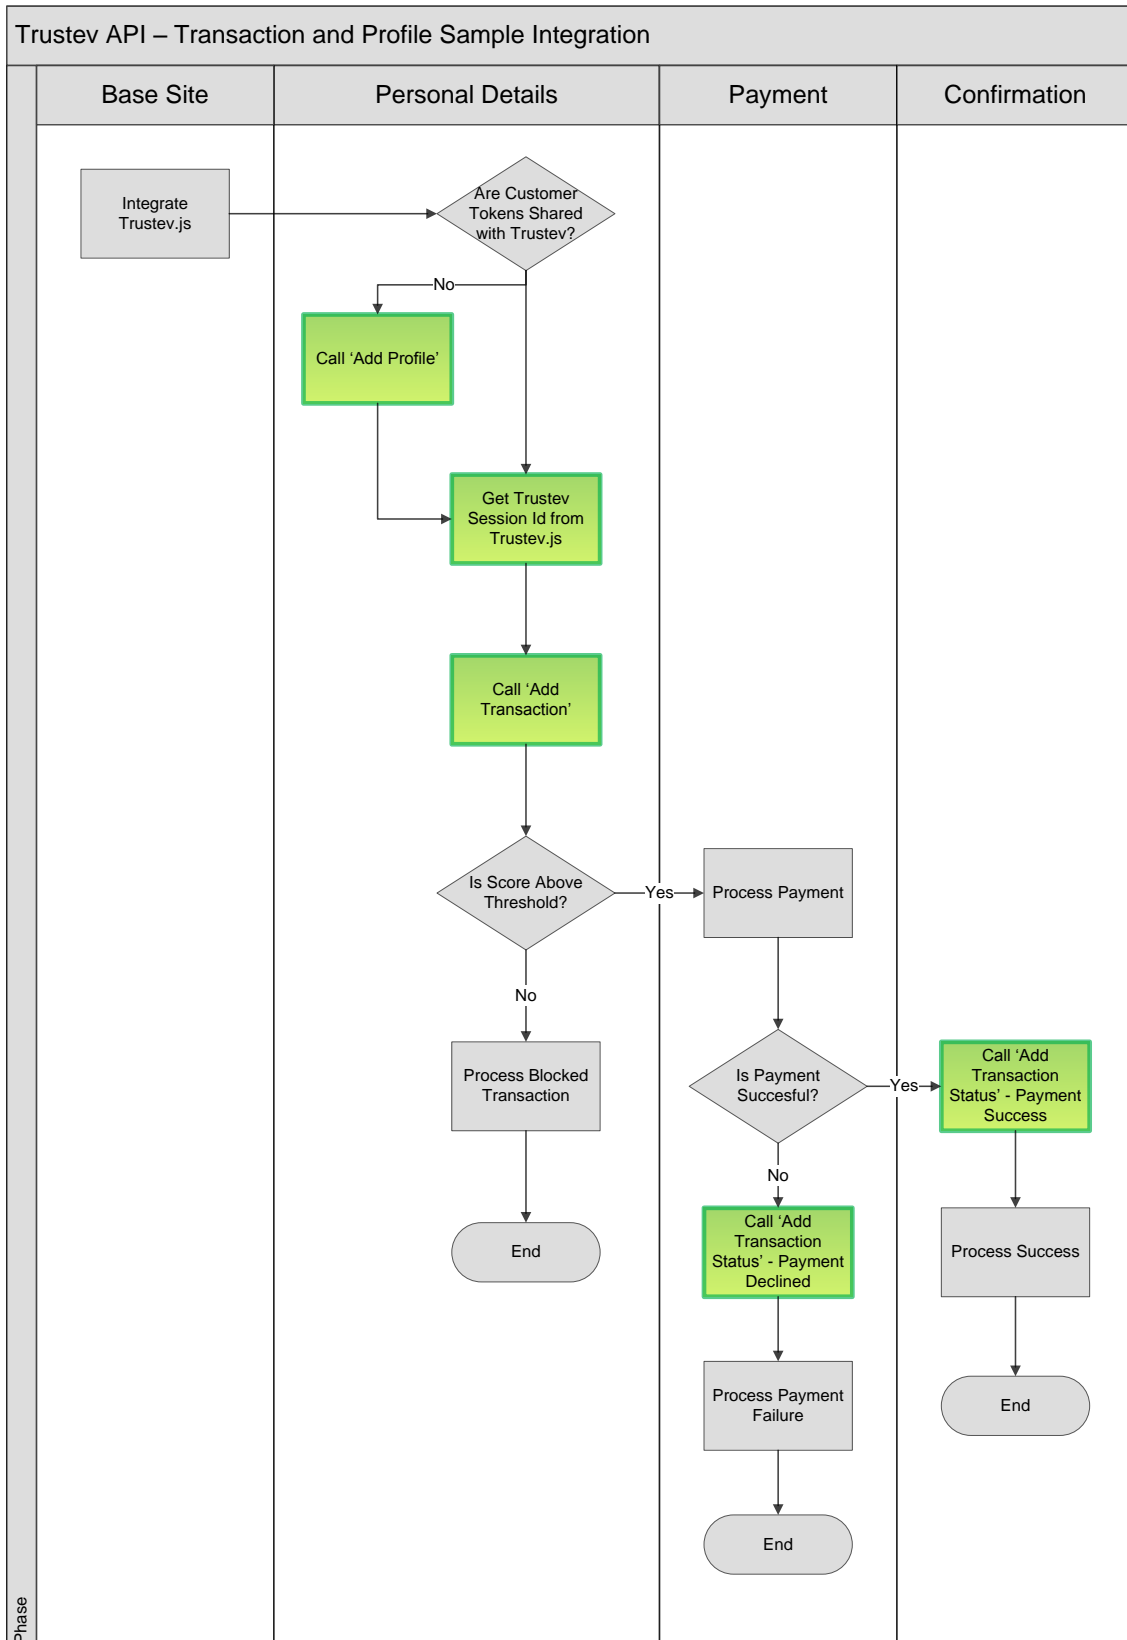 Trustev API – Transaction and Profile Sample Integration
Base Site
Personal Details
Payment
Confirmation
Integrate
Trustev.js
Are Customer
Tokens Shared
with Trustev?
No
Call ‘Add Profile’
Get Trustev
Session Id from
Trustev.js
Call ‘Add
Transaction’
Is Score Above
Threshold?
Yes
Process Payment
No
Process Blocked
Transaction
End
Is Payment
Succesful?
Yes
Call ‘Add
Transaction
Status’ - Payment
Success
No
Call ‘Add
Transaction
Status’ - Payment
Declined
Process Success
Process Payment
Failure
End
End
Phase